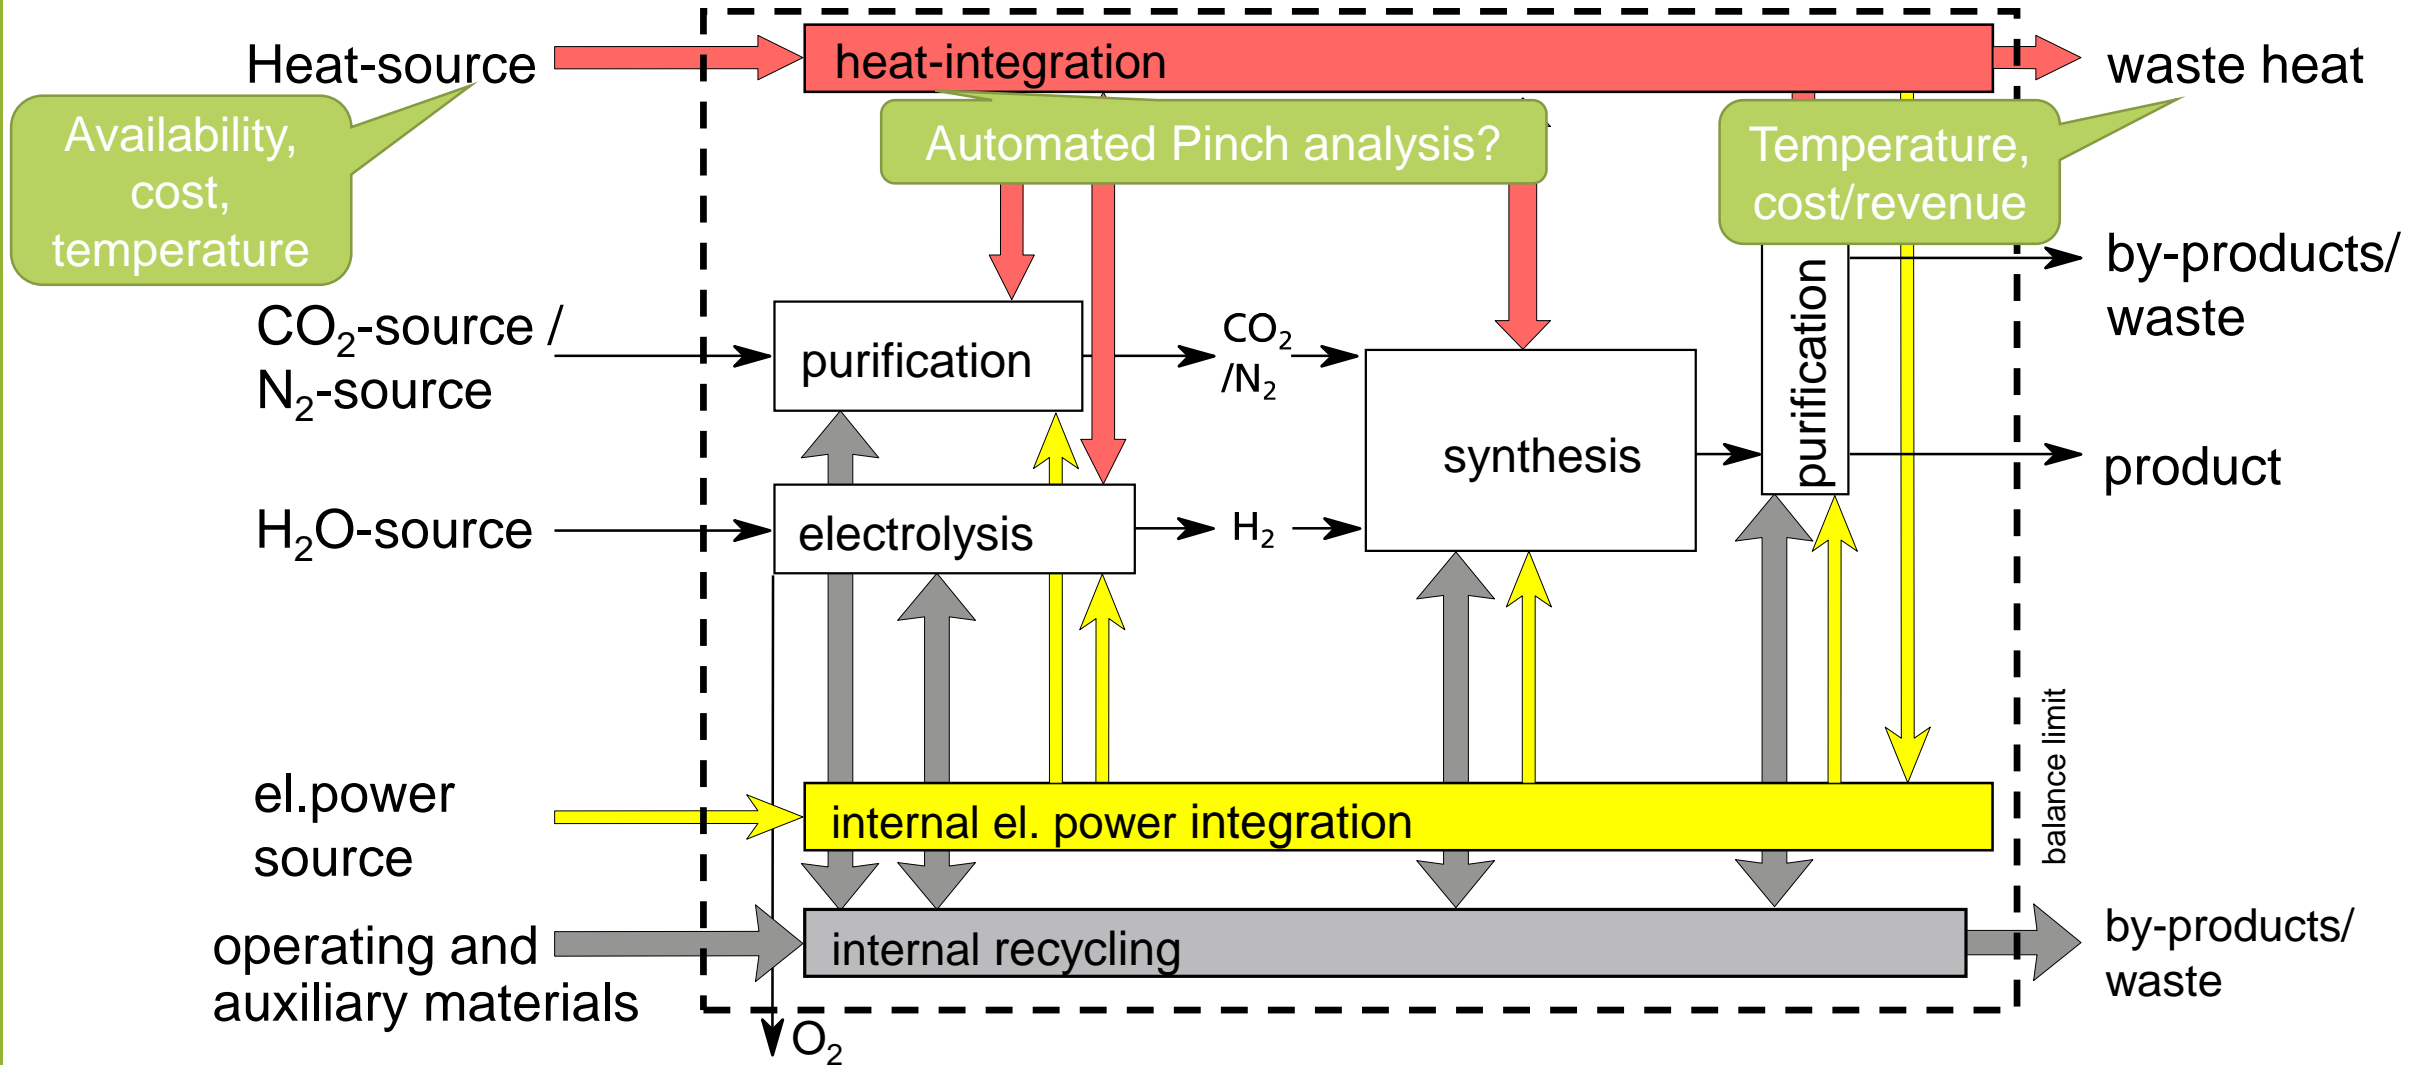 Heat-source
heat-integration
waste heat
Availability,
cost,
temperature
Automated Pinch analysis?
Temperature,
cost/revenue
by-products/
waste
CO₂-source /
N₂-source
purification
CO₂
/N₂
synthesis
purification
product
H₂O-source
electrolysis
H₂
balance limit
el.power
source
internal el. power integration
operating and
auxiliary materials
internal recycling
by-products/
waste
O₂